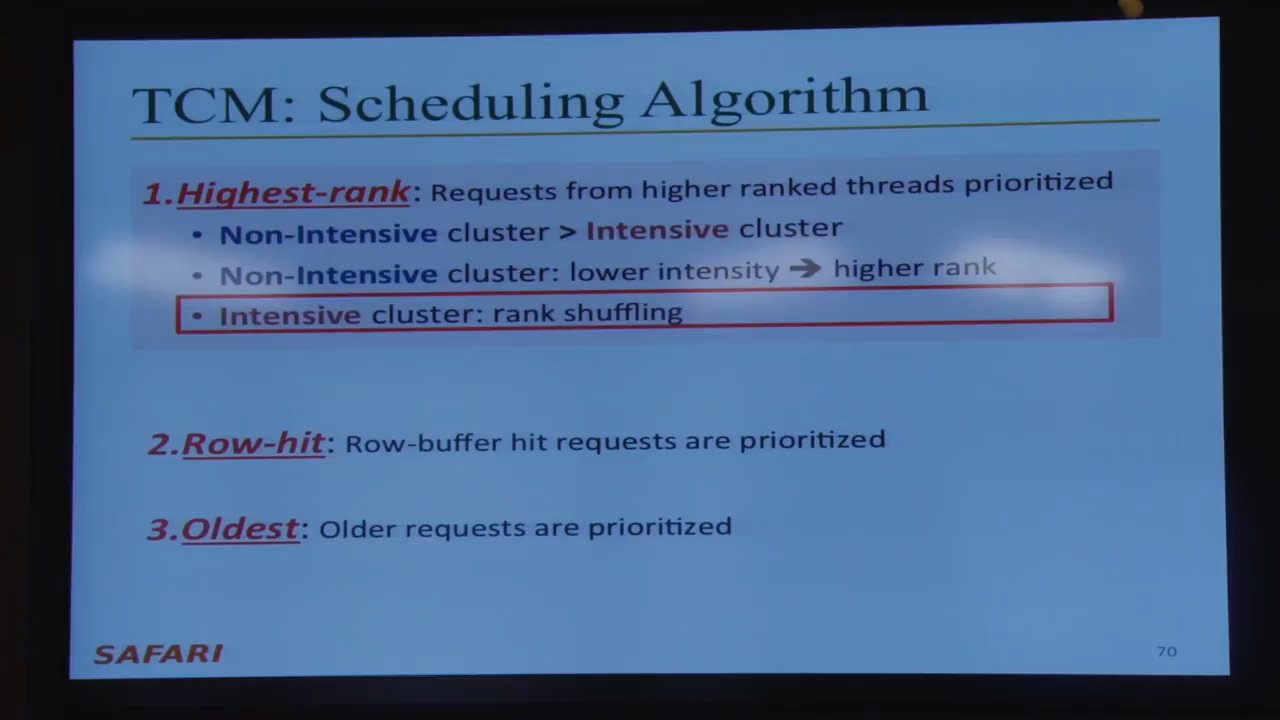 TCM: Scheduling Algorithm
1.Highest-rank: Requests from higher ranked threads prioritized
• Non-Intensive cluster > Intensive cluster
• Non-Intensive cluster: lower intensity ➔ higher rank
• Intensive cluster: rank shuffling
2.Row-hit: Row-buffer hit requests are prioritized
3.Oldest: Older requests are prioritized
SAFARI
70